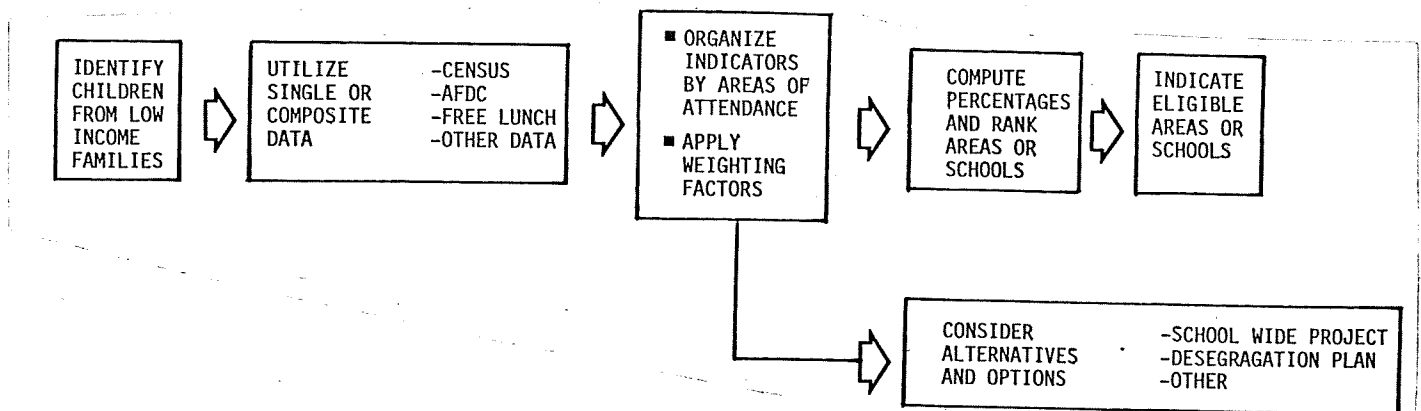 IDENTIFY
CHILDREN
FROM LOW
INCOME
FAMILIES
UTILIZE
SINGLE OR
COMPOSITE
DATA
-CENSUS
-AFDC
-FREE LUNCH
-OTHER DATA
■ ORGANIZE
INDICATORS
BY AREAS OF
ATTENDANCE
■ APPLY
WEIGHTING
FACTORS
COMPUTE
PERCENTAGES
AND RANK
AREAS OR
SCHOOLS
INDICATE
ELIGIBLE
AREAS OR
SCHOOLS
CONSIDER
ALTERNATIVES
AND OPTIONS
-SCHOOL WIDE PROJECT
-DESEGRAGATION PLAN
-OTHER